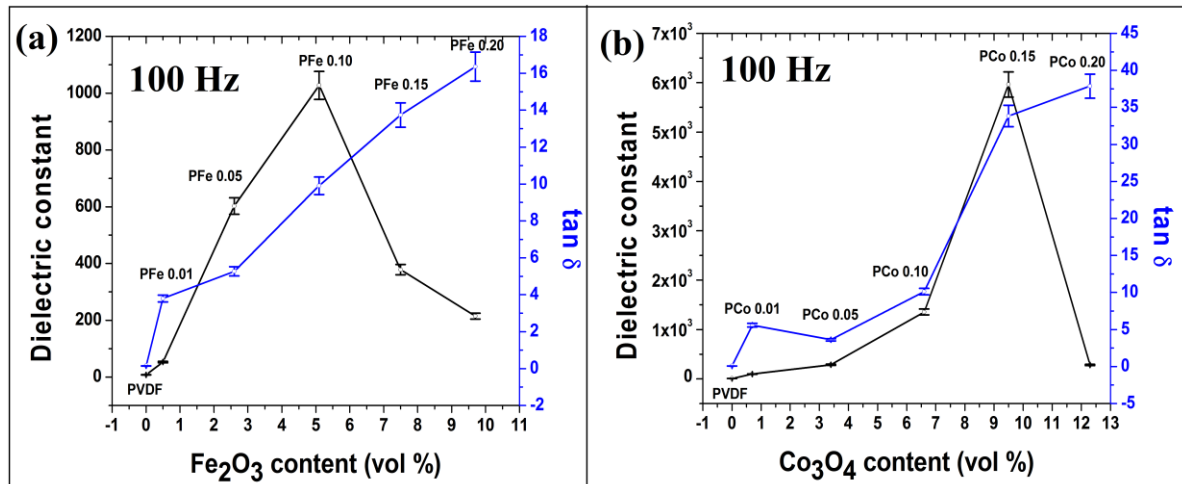 (a)
100 Hz
Dielectric constant
1200
1000
800
600
400
200
0
PVDF
PFe 0.01
PFe 0.05
PFe 0.10
PFe 0.15
PFe 0.20
18
16
14
12
10
8
6
4
2
0
-2
tan δ
-1 0 1 2 3 4 5 6 7 8 9 10 11
Fe₂O₃ content (vol %)
(b)
100 Hz
Dielectric constant
7x10³
6x10³
5x10³
4x10³
3x10³
2x10³
1x10³
0
PVDF
PCo 0.01
PCo 0.05
PCo 0.10
PCo 0.15
PCo 0.20
45
40
35
30
25
20
15
10
5
0
-5
tan δ
-1 0 1 2 3 4 5 6 7 8 9 10 11 12 13
Co₃O₄ content (vol %)